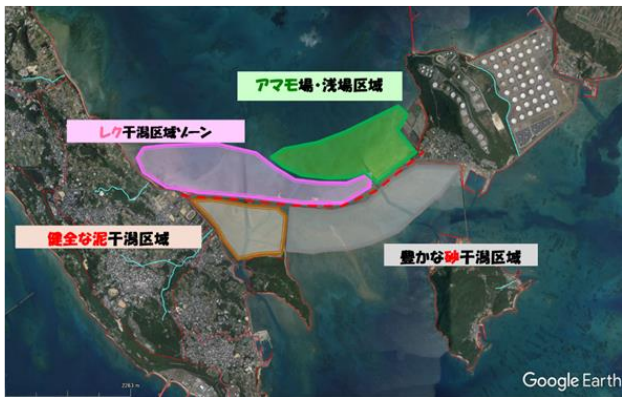 アマモ場・浅場区域
レク干潟区域ゾーン
健全な泥干潟区域
豊かな砂干潟区域
2263 m
Google Earth